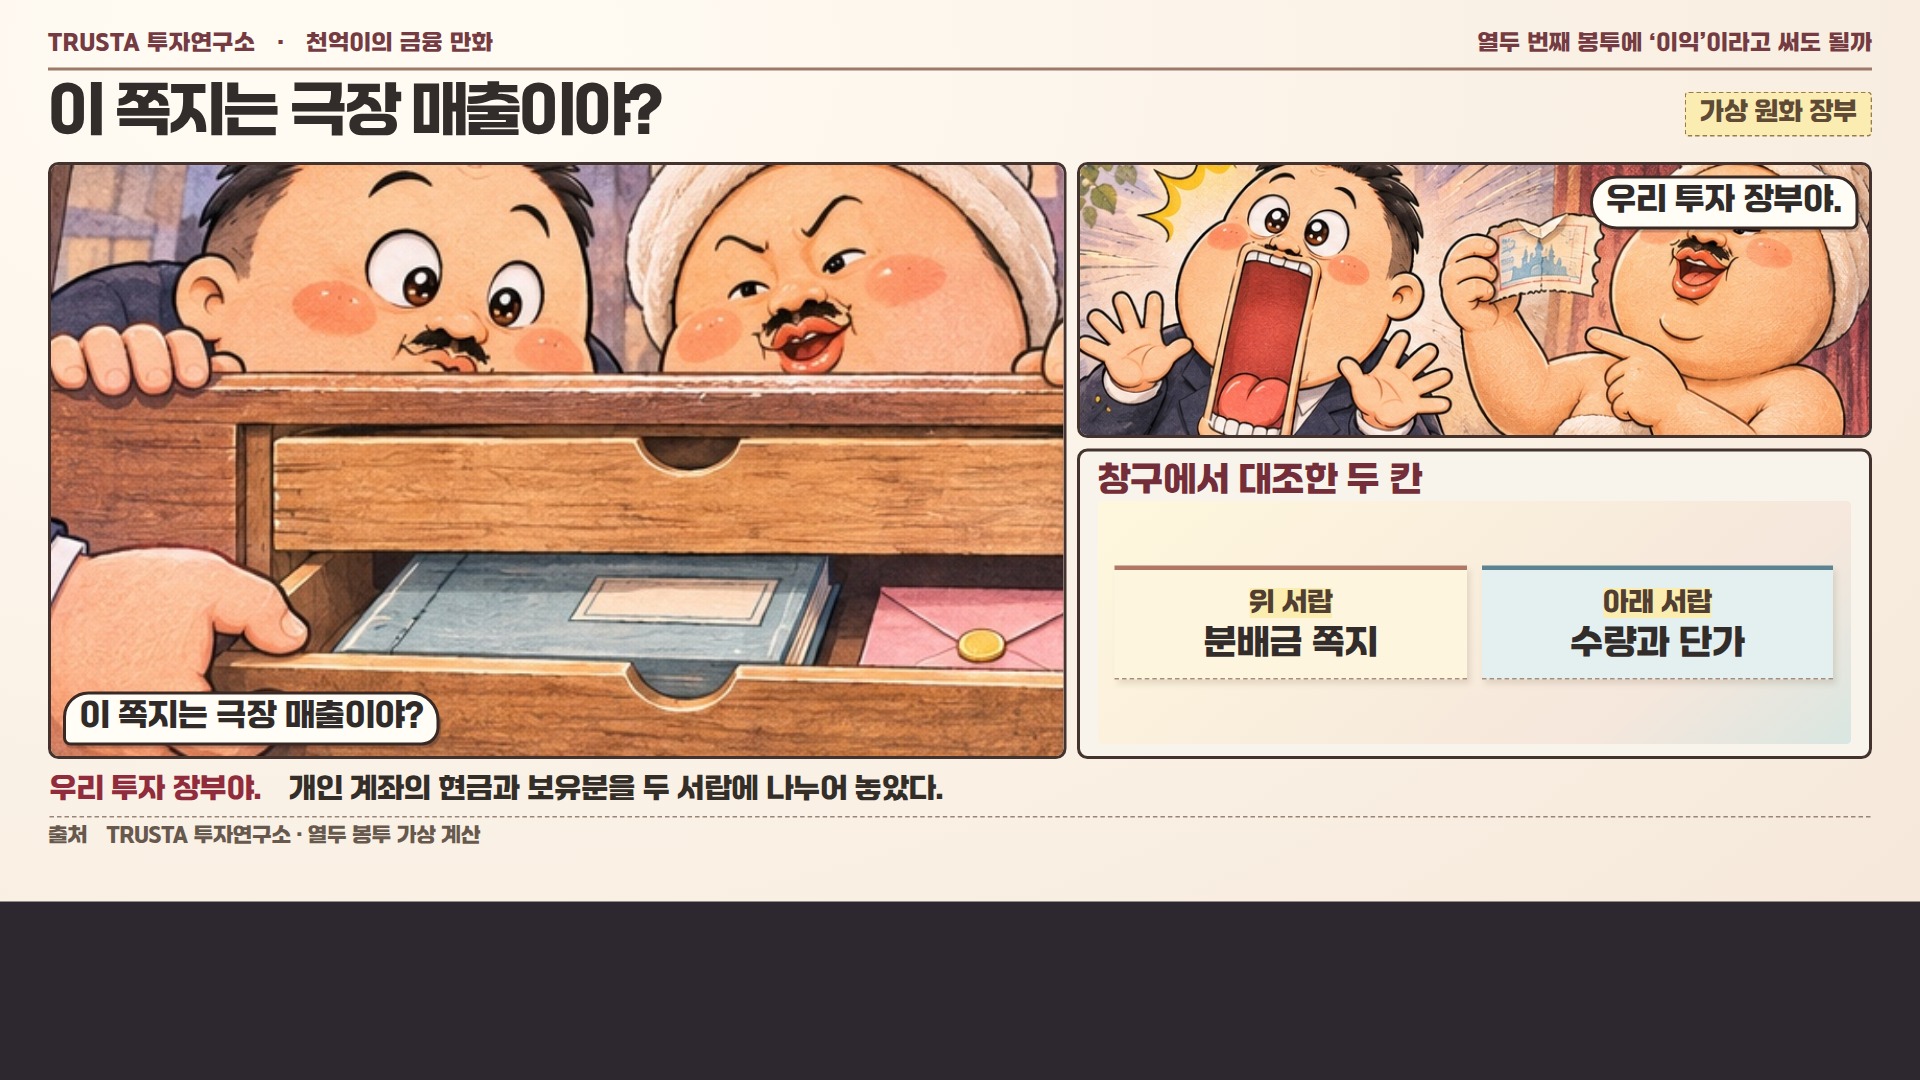 TRUSTA 투자연구소 · 천억이의 금융 만화
열두 번째 봉투에 ‘이익’이라고 써도 될까
이 쪽지는 극장 매출이야?
가상 원화 장부
우리 투자 장부야.
이 쪽지는 극장 매출이야?
창구에서 대조한 두 칸
위 서랍
분배금 쪽지
아래 서랍
수량과 단가
우리 투자 장부야. 개인 계좌의 현금과 보유분을 두 서랍에 나누어 놓았다.
출처 TRUSTA 투자연구소 · 열두 봉투 가상 계산